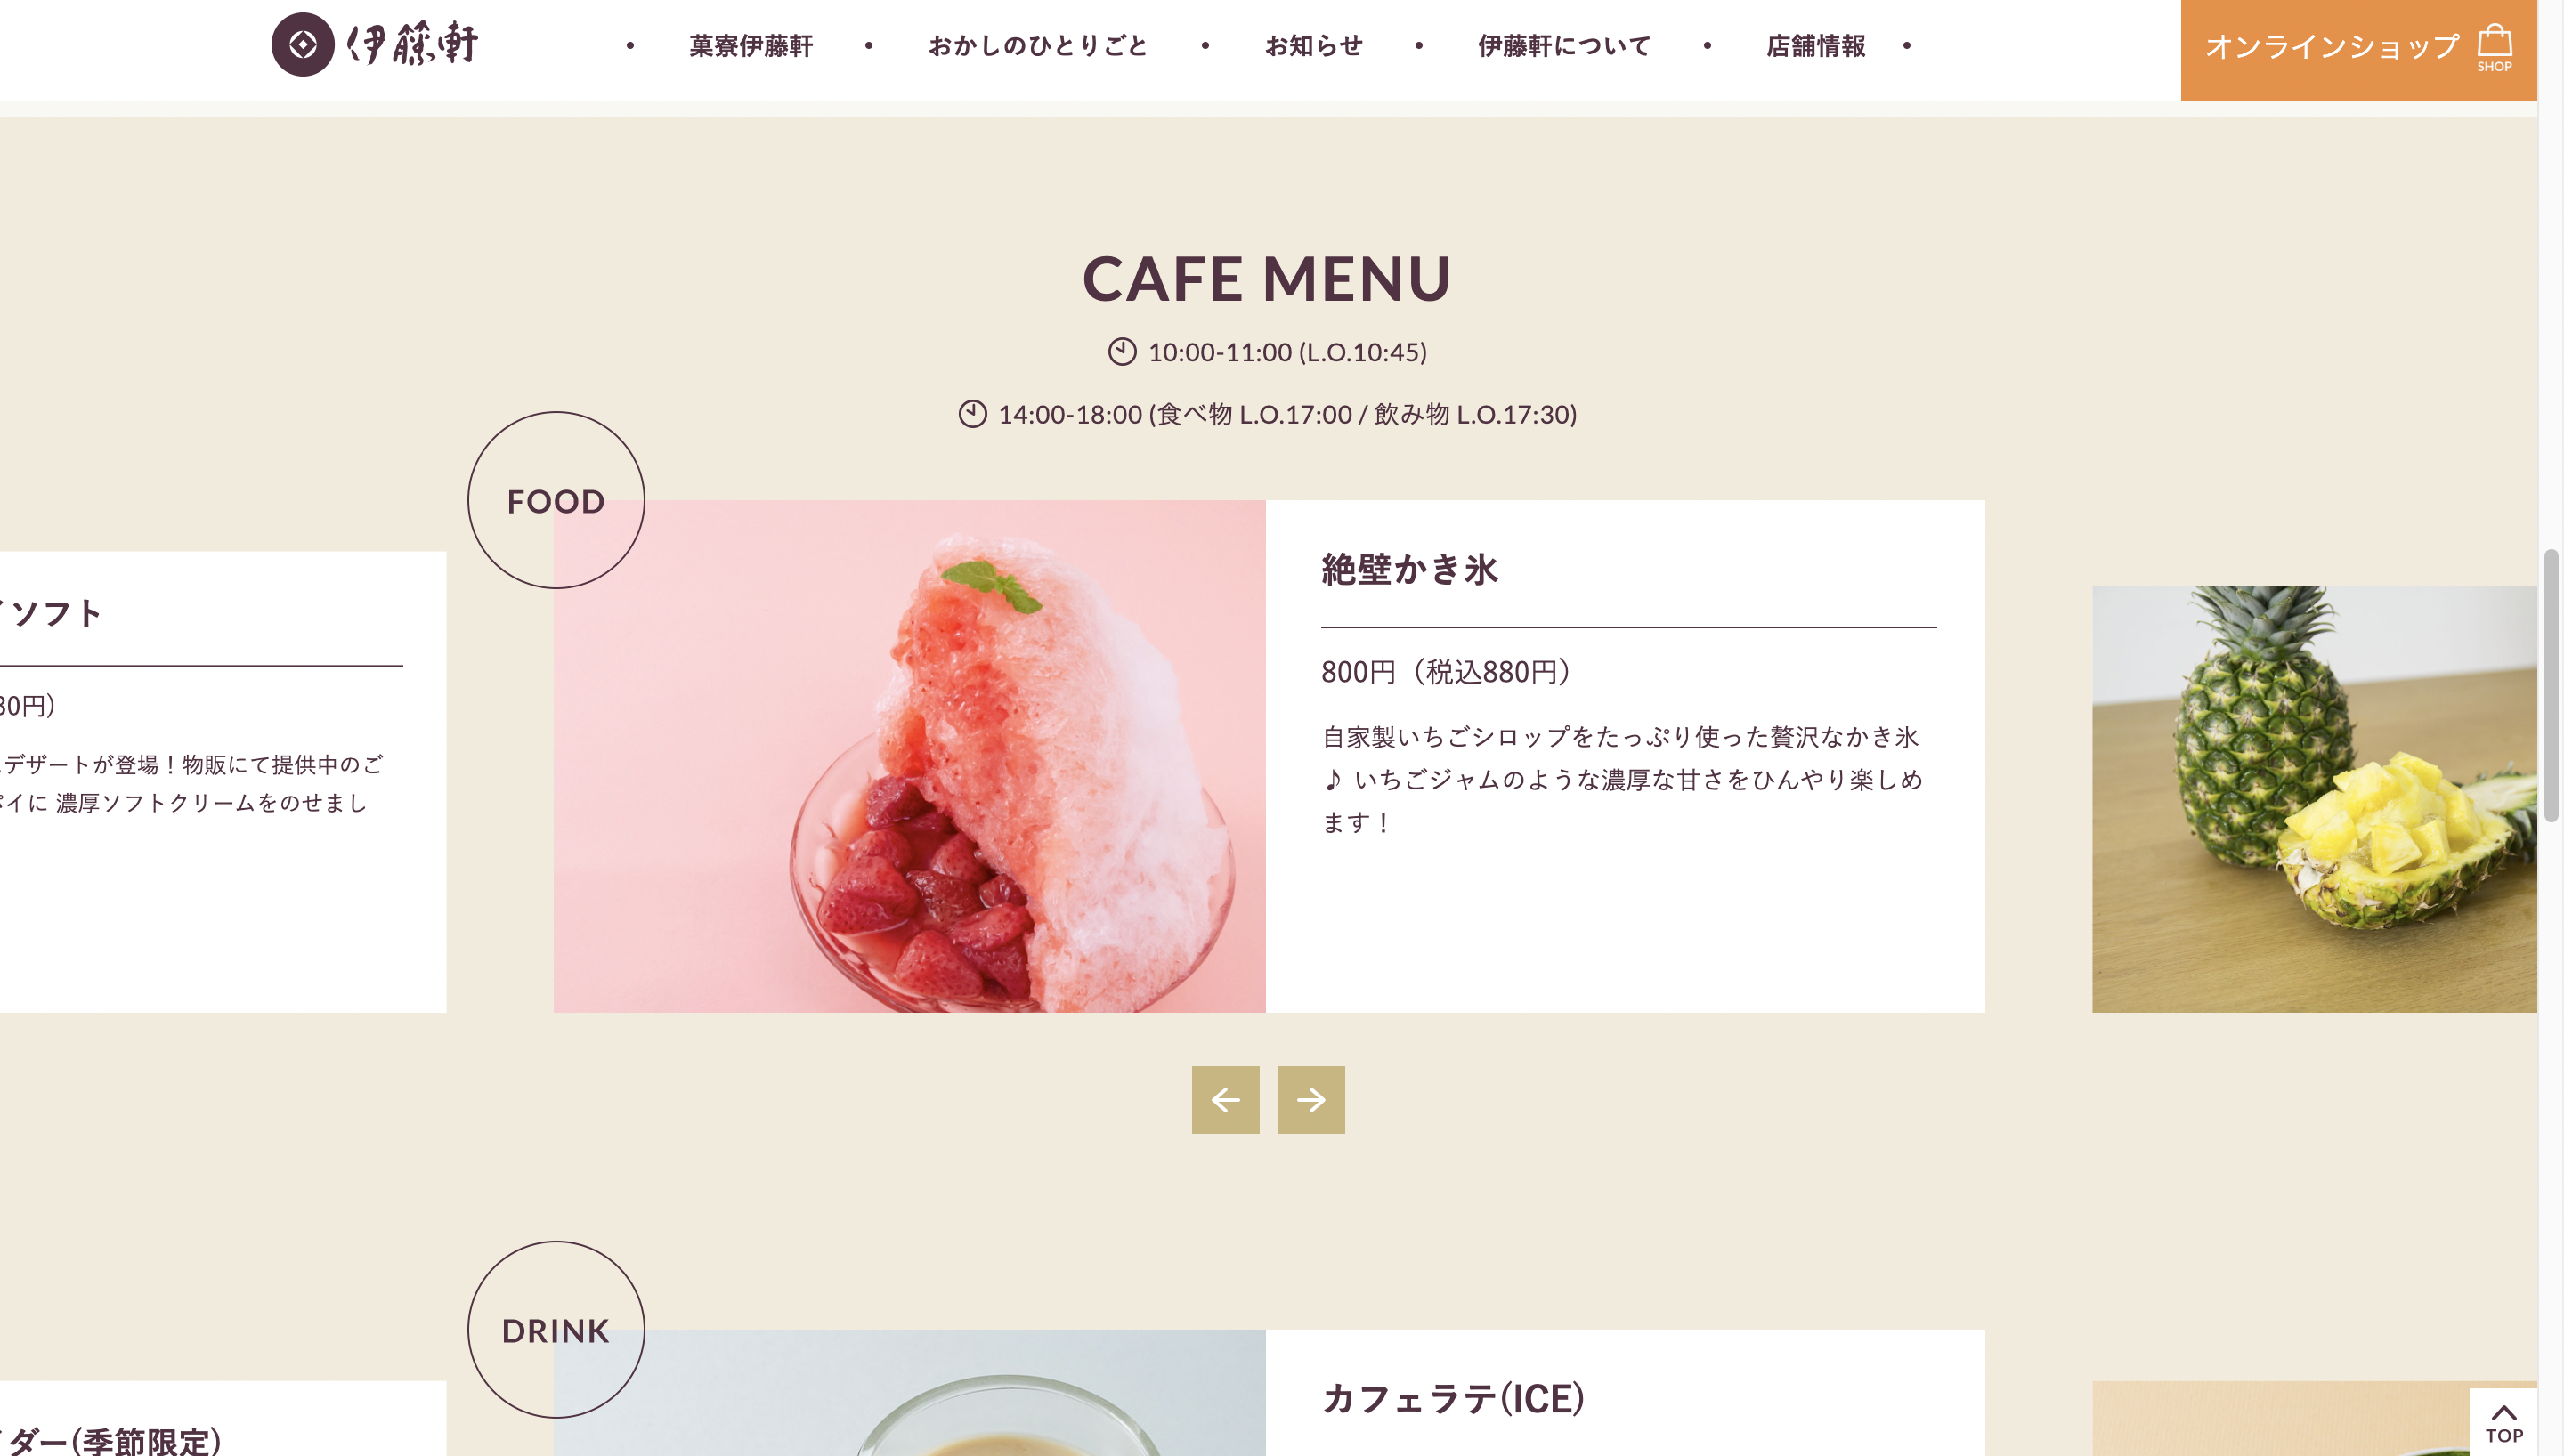 伊藤軒
・ 菓寮伊藤軒 ・ おかしのひとりごと ・ お知らせ ・ 伊藤軒について ・ 店舗情報 ・
オンラインショップ
SHOP
CAFE MENU
10:00-11:00 (L.O.10:45)
14:00-18:00 (食べ物 L.O.17:00 / 飲み物 L.O.17:30)
FOOD
ソフト
80円）
デザートが登場！物販にて提供中のご
パイに 濃厚ソフトクリームをのせまし
絶壁かき氷
800円（税込880円）
自家製いちごシロップをたっぷり使った贅沢なかき氷
♪ いちごジャムのような濃厚な甘さをひんやり楽しめ
ます！
DRINK
ダー(季節限定)
カフェラテ(ICE)
TOP